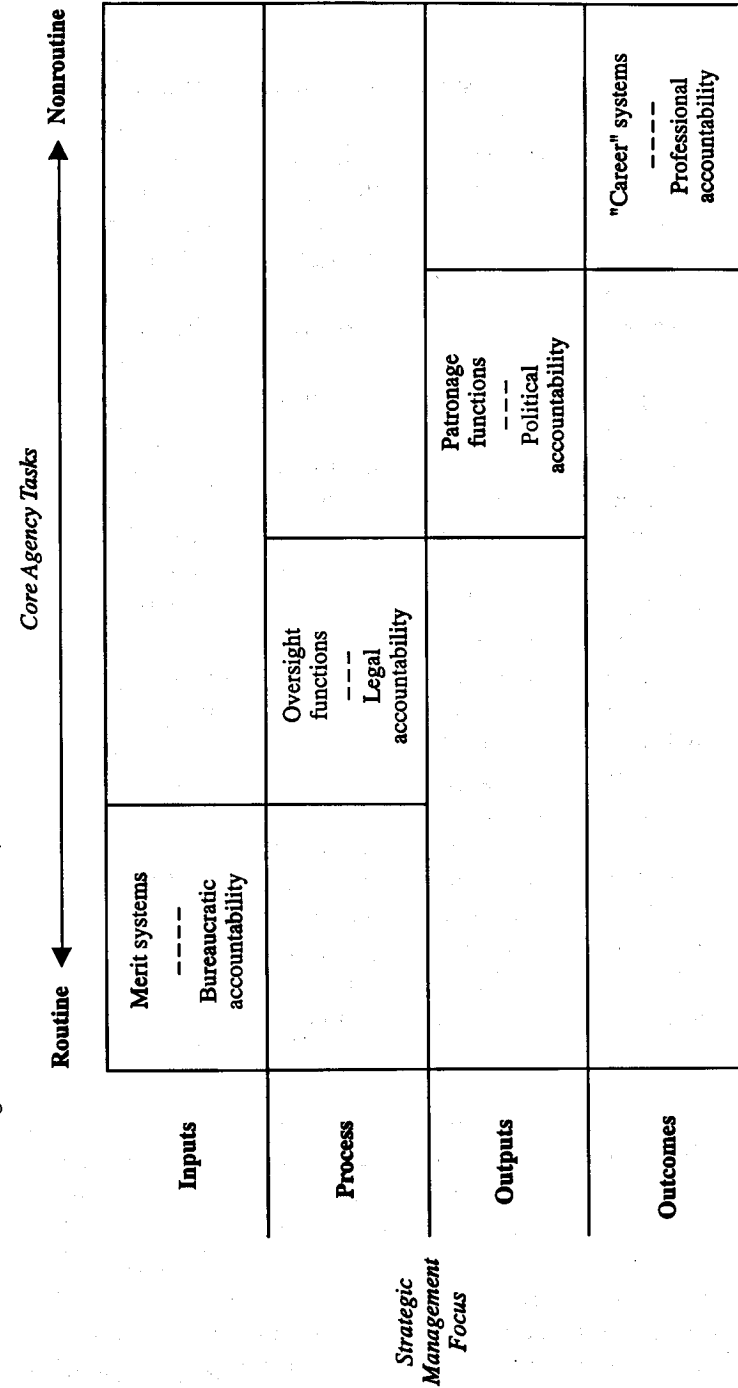 Core Agency Tasks
Routine
Nonroutine
Strategic
Management
Focus
Inputs
Merit systems
----
Bureaucratic
accountability
Process
Oversight
functions
---
Legal
accountability
Outputs
Patronage
functions
---
Political
accountability
Outcomes
"Career" systems
----
Professional
accountability